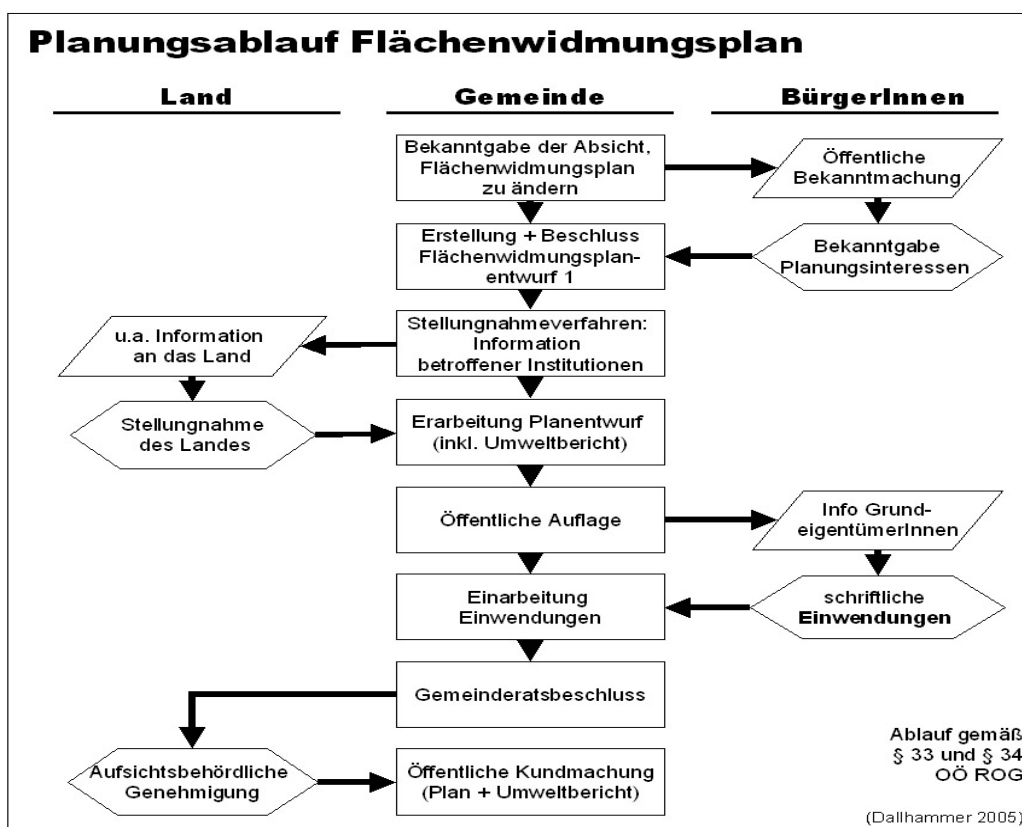 Planungsablauf Flächenwidmungsplan
Land
Gemeinde
BürgerInnen
Bekanntgabe der Absicht,
Flächenwidmungsplan
zu ändern
Öffentliche
Bekanntmachung
Erstellung + Beschluss
Flächenwidmungsplan-
entwurf 1
Bekanntgabe
Planungsinteressen
u.a. Information
an das Land
Stellungnahmeverfahren:
Information
betroffener Institutionen
Stellungnahme
des Landes
Erarbeitung Planentwurf
(inkl. Umweltbericht)
Öffentliche Auflage
Info Grund-
eigentümerInnen
Einarbeitung
Einwendungen
schriftliche
Einwendungen
Gemeinderatsbeschluss
Aufsichtsbehördliche
Genehmigung
Öffentliche Kundmachung
(Plan + Umweltbericht)
Ablauf gemäß
§ 33 und § 34
OÖ ROG
(Dallhammer 2005)